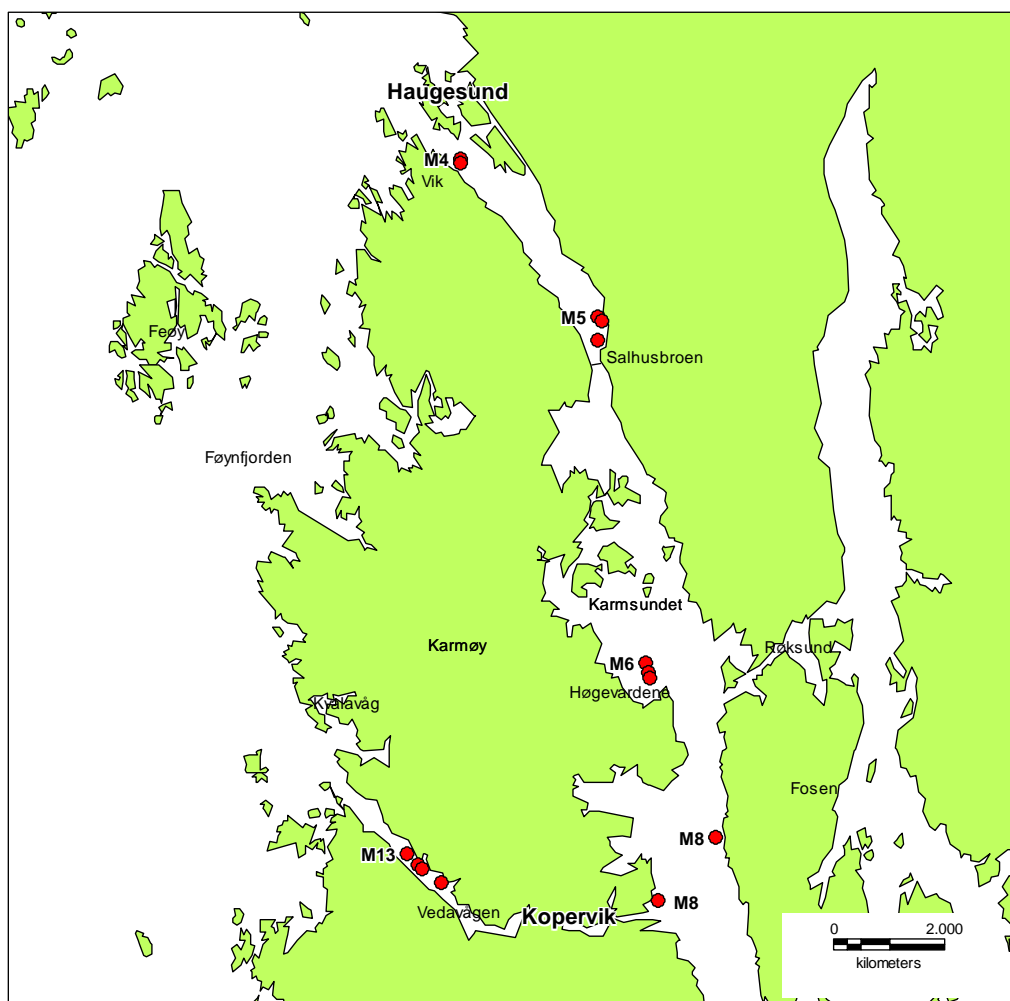 Haugesund
M4
Vik
M5
Feøy
Salhusbroen
Føynfjorden
Karmsundet
Karmøy
Røksund
M6
Høgevardene
Kvalavåg
Fosen
M8
M13
M8
Vedavågen
Kopervik
0 2.000
kilometers